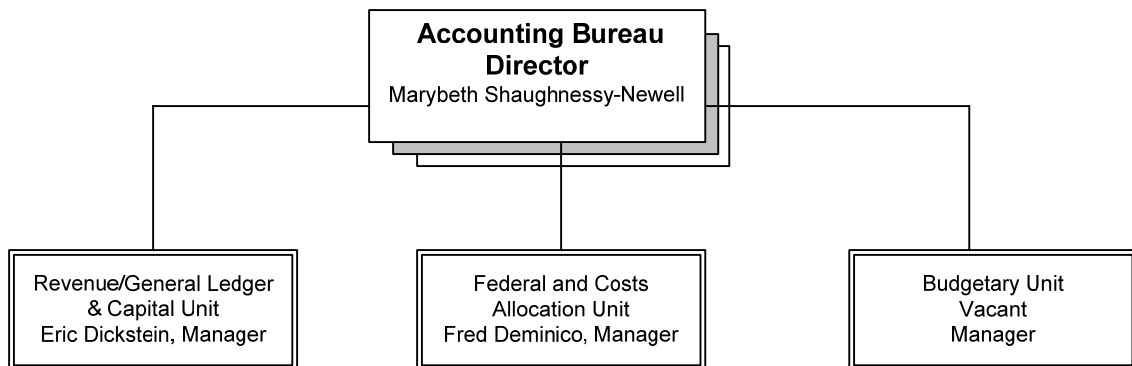 Accounting Bureau
Director
Marybeth Shaughnessy-Newell
Revenue/General Ledger
& Capital Unit
Eric Dickstein, Manager
Federal and Costs
Allocation Unit
Fred Deminico, Manager
Budgetary Unit
Vacant
Manager